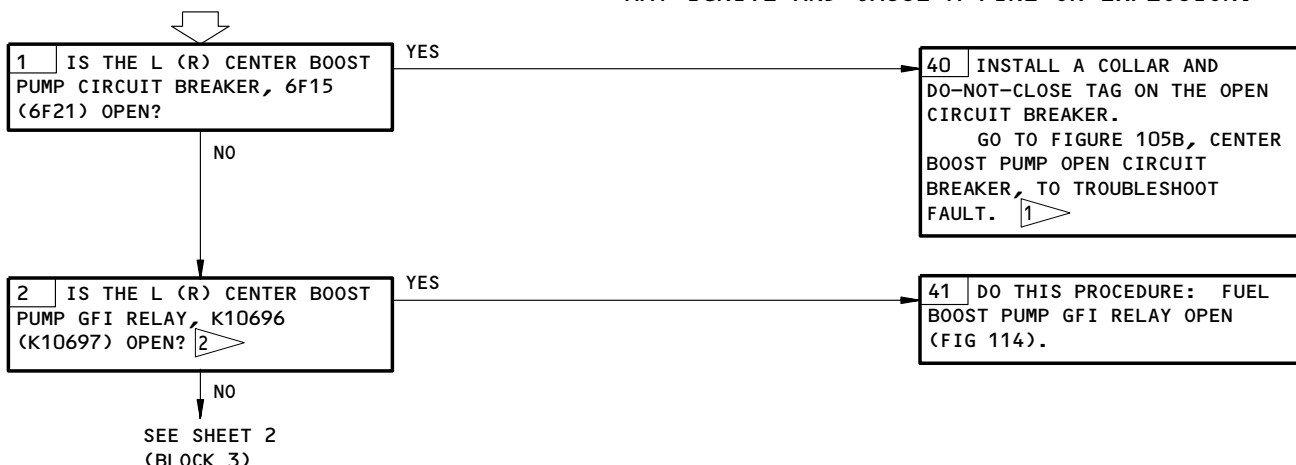 MAY IGNITE AND CAUSE A FIRE OR EXPLOSION.
1 IS THE L (R) CENTER BOOST
PUMP CIRCUIT BREAKER, 6F15
(6F21) OPEN?
YES
NO
40 INSTALL A COLLAR AND
DO-NOT-CLOSE TAG ON THE OPEN
CIRCUIT BREAKER.
GO TO FIGURE 105B, CENTER
BOOST PUMP OPEN CIRCUIT
BREAKER, TO TROUBLESHOOT
FAULT. 1
2 IS THE L (R) CENTER BOOST
PUMP GFI RELAY, K10696
(K10697) OPEN? 2
YES
NO
41 DO THIS PROCEDURE: FUEL
BOOST PUMP GFI RELAY OPEN
(FIG 114).
SEE SHEET 2
(BLOCK 3)